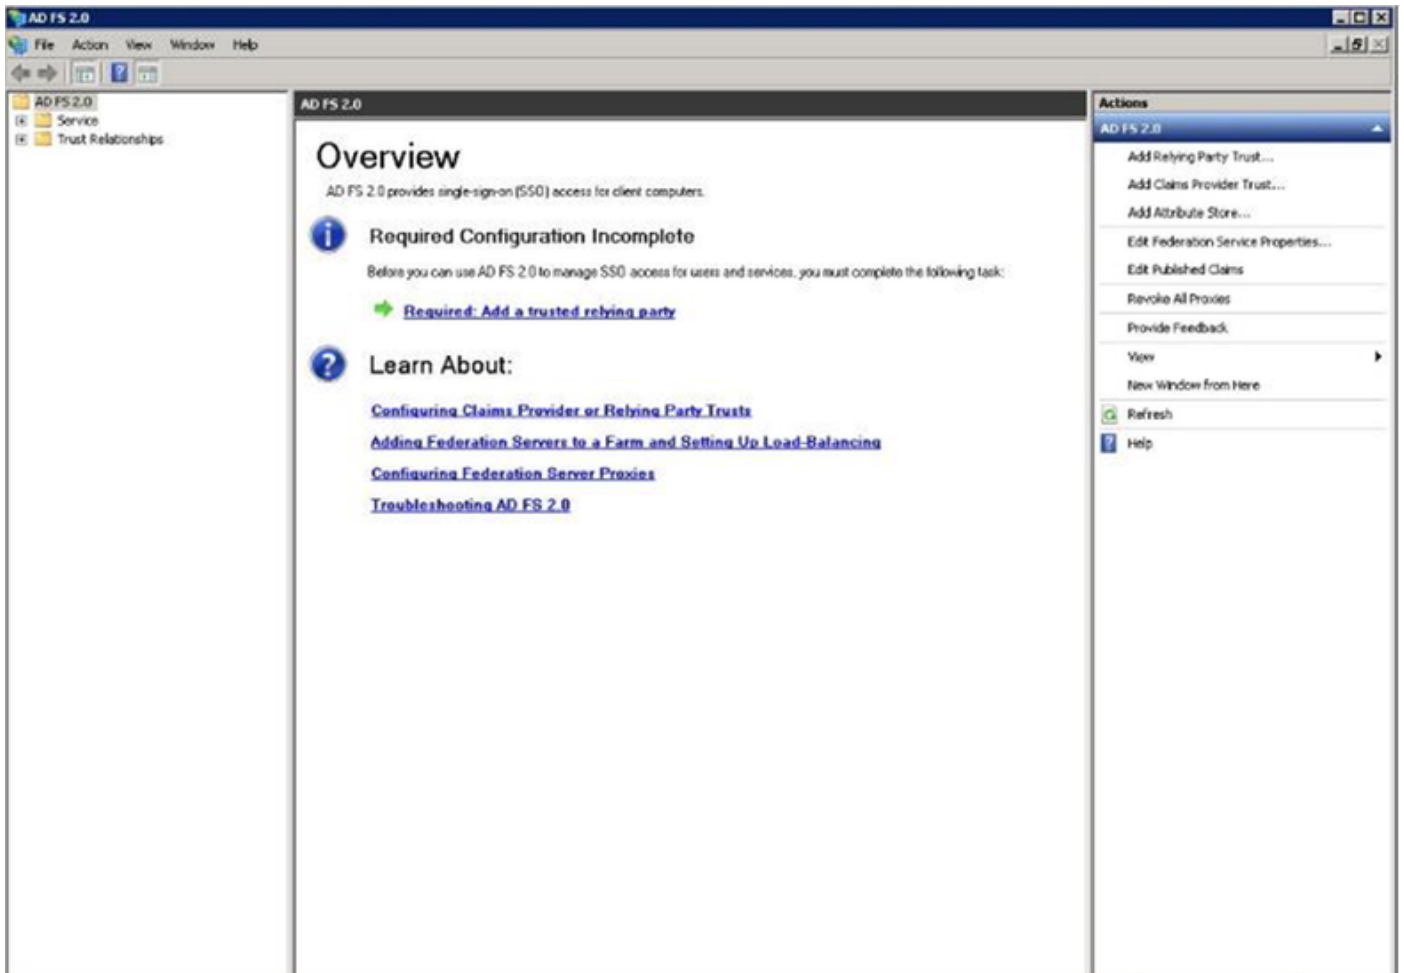 AD FS 2.0
File Action View Window Help
AD FS 2.0
Service
Trust Relationships
AD FS 2.0
Overview
AD FS 2.0 provides single-sign-on (SSO) access for client computers.
Required Configuration Incomplete
Before you can use AD FS 2.0 to manage SSO access for users and services, you must complete the following task:
Required: Add a trusted relying party
Learn About:
Configuring Claims Provider or Relying Party Trusts
Adding Federation Servers to a Farm and Setting Up Load-Balancing
Configuring Federation Server Proxies
Troubleshooting AD FS 2.0
Actions
AD FS 2.0
Add Relying Party Trust...
Add Claims Provider Trust...
Add Attribute Store...
Edit Federation Service Properties...
Edit Published Claims
Revoke All Proxies
Provide Feedback
View
New Window from Here
Refresh
Help